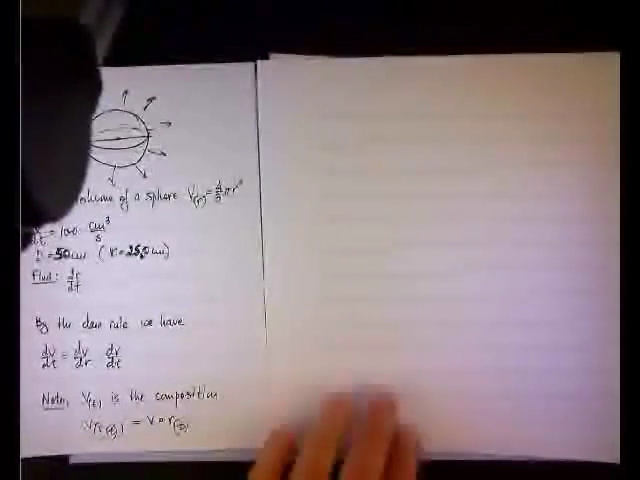 volume of a sphere V(r) = 4/3 πr³
dt = 100 cm³/s
= 50 cm ( r = 25.0 cm)
Find: dr/dt
By the chain rule we have
dV/dt = dV/dr dr/dt
Note: V(t) is the composition
V(r(t)) = V∘r(t)